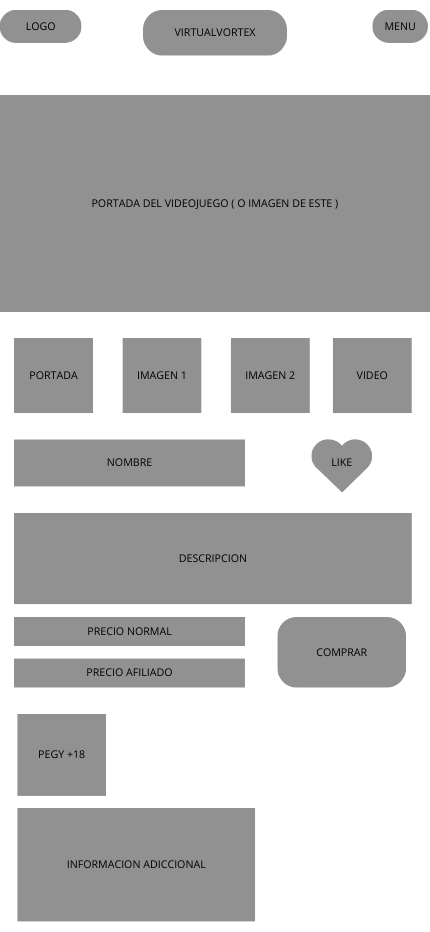 LOGO
VIRTUALVORTEX
MENU
PORTADA DEL VIDEOJUEGO ( O IMAGEN DE ESTE )
PORTADA
IMAGEN 1
IMAGEN 2
VIDEO
NOMBRE
LIKE
DESCRIPCION
PRECIO NORMAL
PRECIO AFILIADO
COMPRAR
PEGY +18
INFORMACION ADICCIONAL